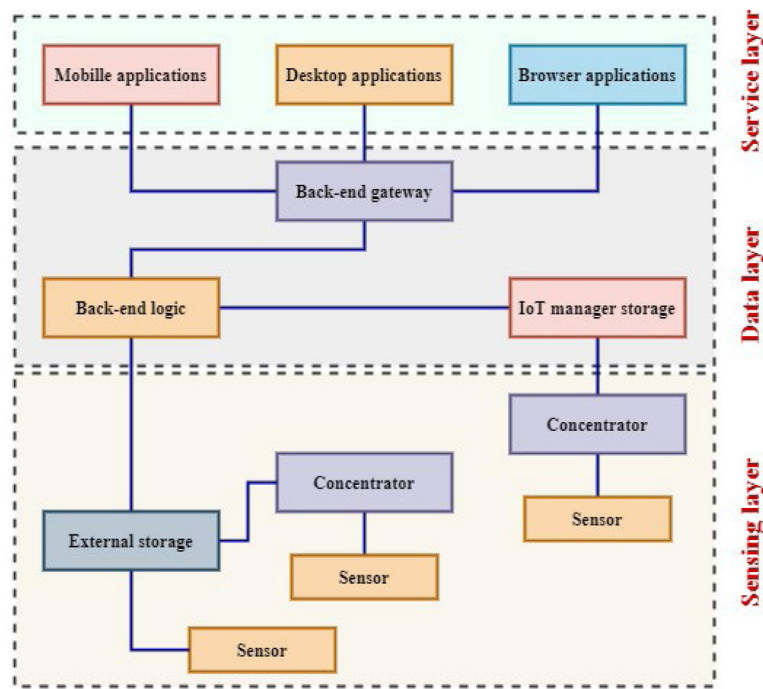 Mobille applications
Desktop applications
Browser applications
Service layer
Back-end gateway
Back-end logic
IoT manager storage
Data layer
Concentrator
Concentrator
Sensor
External storage
Sensor
Sensor
Sensing layer